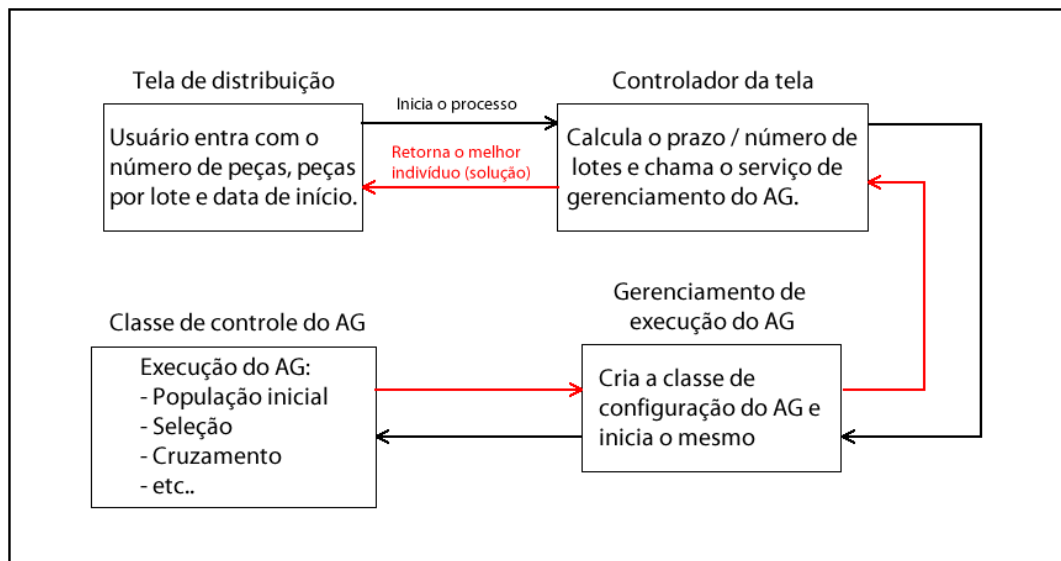 Tela de distribuição
Usuário entra com o
número de peças, peças
por lote e data de início.
Inicia o processo
Retorna o melhor
indivíduo (solução)
Controlador da tela
Calcula o prazo / número de
lotes e chama o serviço de
gerenciamento do AG.
Classe de controle do AG
Execução do AG:
- População inicial
- Seleção
- Cruzamento
- etc..
Gerenciamento de
execução do AG
Cria a classe de
configuração do AG e
inicia o mesmo